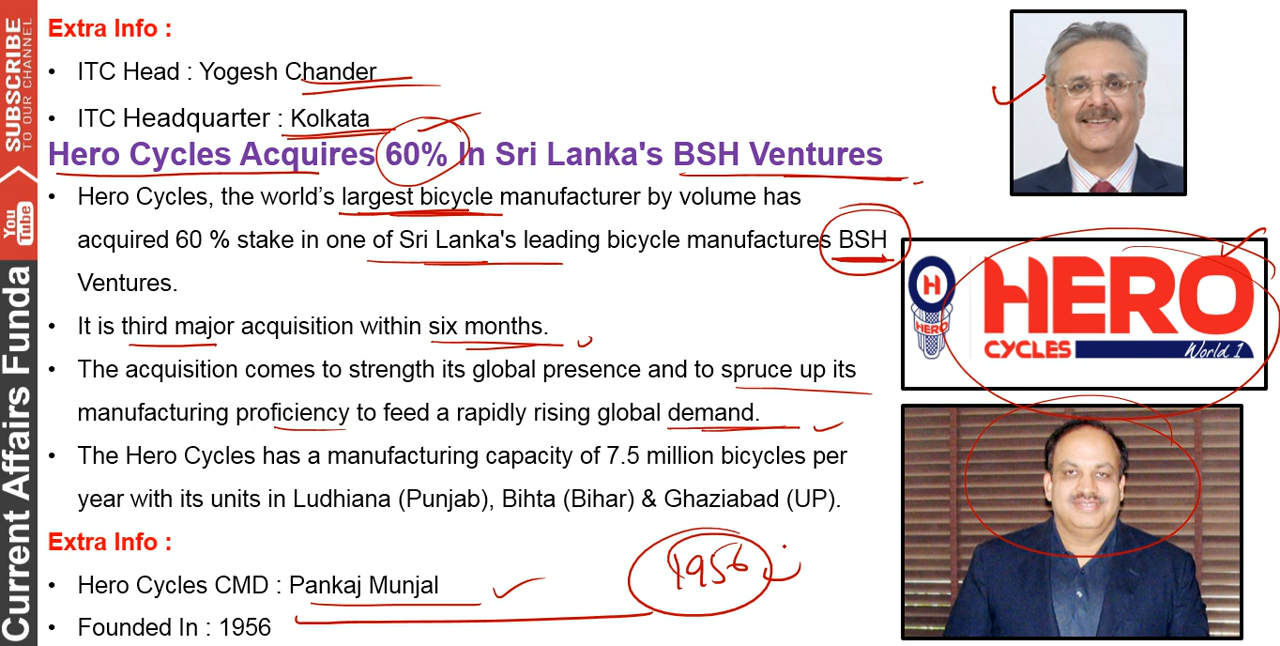 SUBSCRIBE
TO OUR CHANNEL
You Tube
Current Affairs Funda
Extra Info :
• ITC Head : Yogesh Chander
• ITC Headquarter : Kolkata
Hero Cycles Acquires 60% In Sri Lanka's BSH Ventures
• Hero Cycles, the world’s largest bicycle manufacturer by volume has
acquired 60 % stake in one of Sri Lanka's leading bicycle manufactures BSH
Ventures.
• It is third major acquisition within six months.
• The acquisition comes to strength its global presence and to spruce up its
manufacturing proficiency to feed a rapidly rising global demand.
• The Hero Cycles has a manufacturing capacity of 7.5 million bicycles per
year with its units in Ludhiana (Punjab), Bihta (Bihar) & Ghaziabad (UP).
Extra Info :
• Hero Cycles CMD : Pankaj Munjal
• Founded In : 1956
1956
H
HERO
HERO
CYCLES World 1